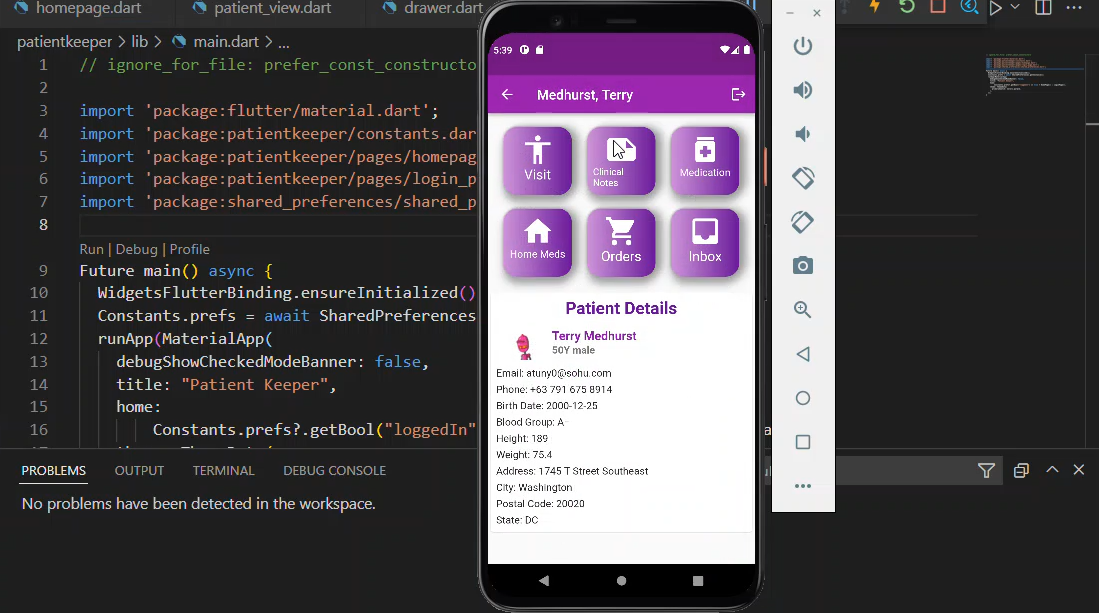 homepage.dart
patient_view.dart
drawer.dart
patientkeeper > lib > main.dart > ...
1 // ignore_for_file: prefer_const_constructo
2
3 import 'package:flutter/material.dart';
4 import 'package:patientkeeper/constants.dar
5 import 'package:patientkeeper/pages/homepag
6 import 'package:patientkeeper/pages/login_p
7 import 'package:shared_preferences/shared_p
8
Run | Debug | Profile
9 Future main() async {
10 WidgetsFlutterBinding.ensureInitialized()
11 Constants.prefs = await SharedPreferences
12 runApp(MaterialApp(
13 debugShowCheckedModeBanner: false,
14 title: "Patient Keeper",
15 home:
16 Constants.prefs?.getBool("loggedIn"
PROBLEMS OUTPUT TERMINAL DEBUG CONSOLE
No problems have been detected in the workspace.
5:39
Medhurst, Terry
Visit
Clinical
Notes
Medication
Home Meds
Orders
Inbox
Patient Details
Terry Medhurst
50Y male
Email: atuny0@sohu.com
Phone: +63 791 675 8914
Birth Date: 2000-12-25
Blood Group: A-
Height: 189
Weight: 75.4
Address: 1745 T Street Southeast
City: Washington
Postal Code: 20020
State: DC